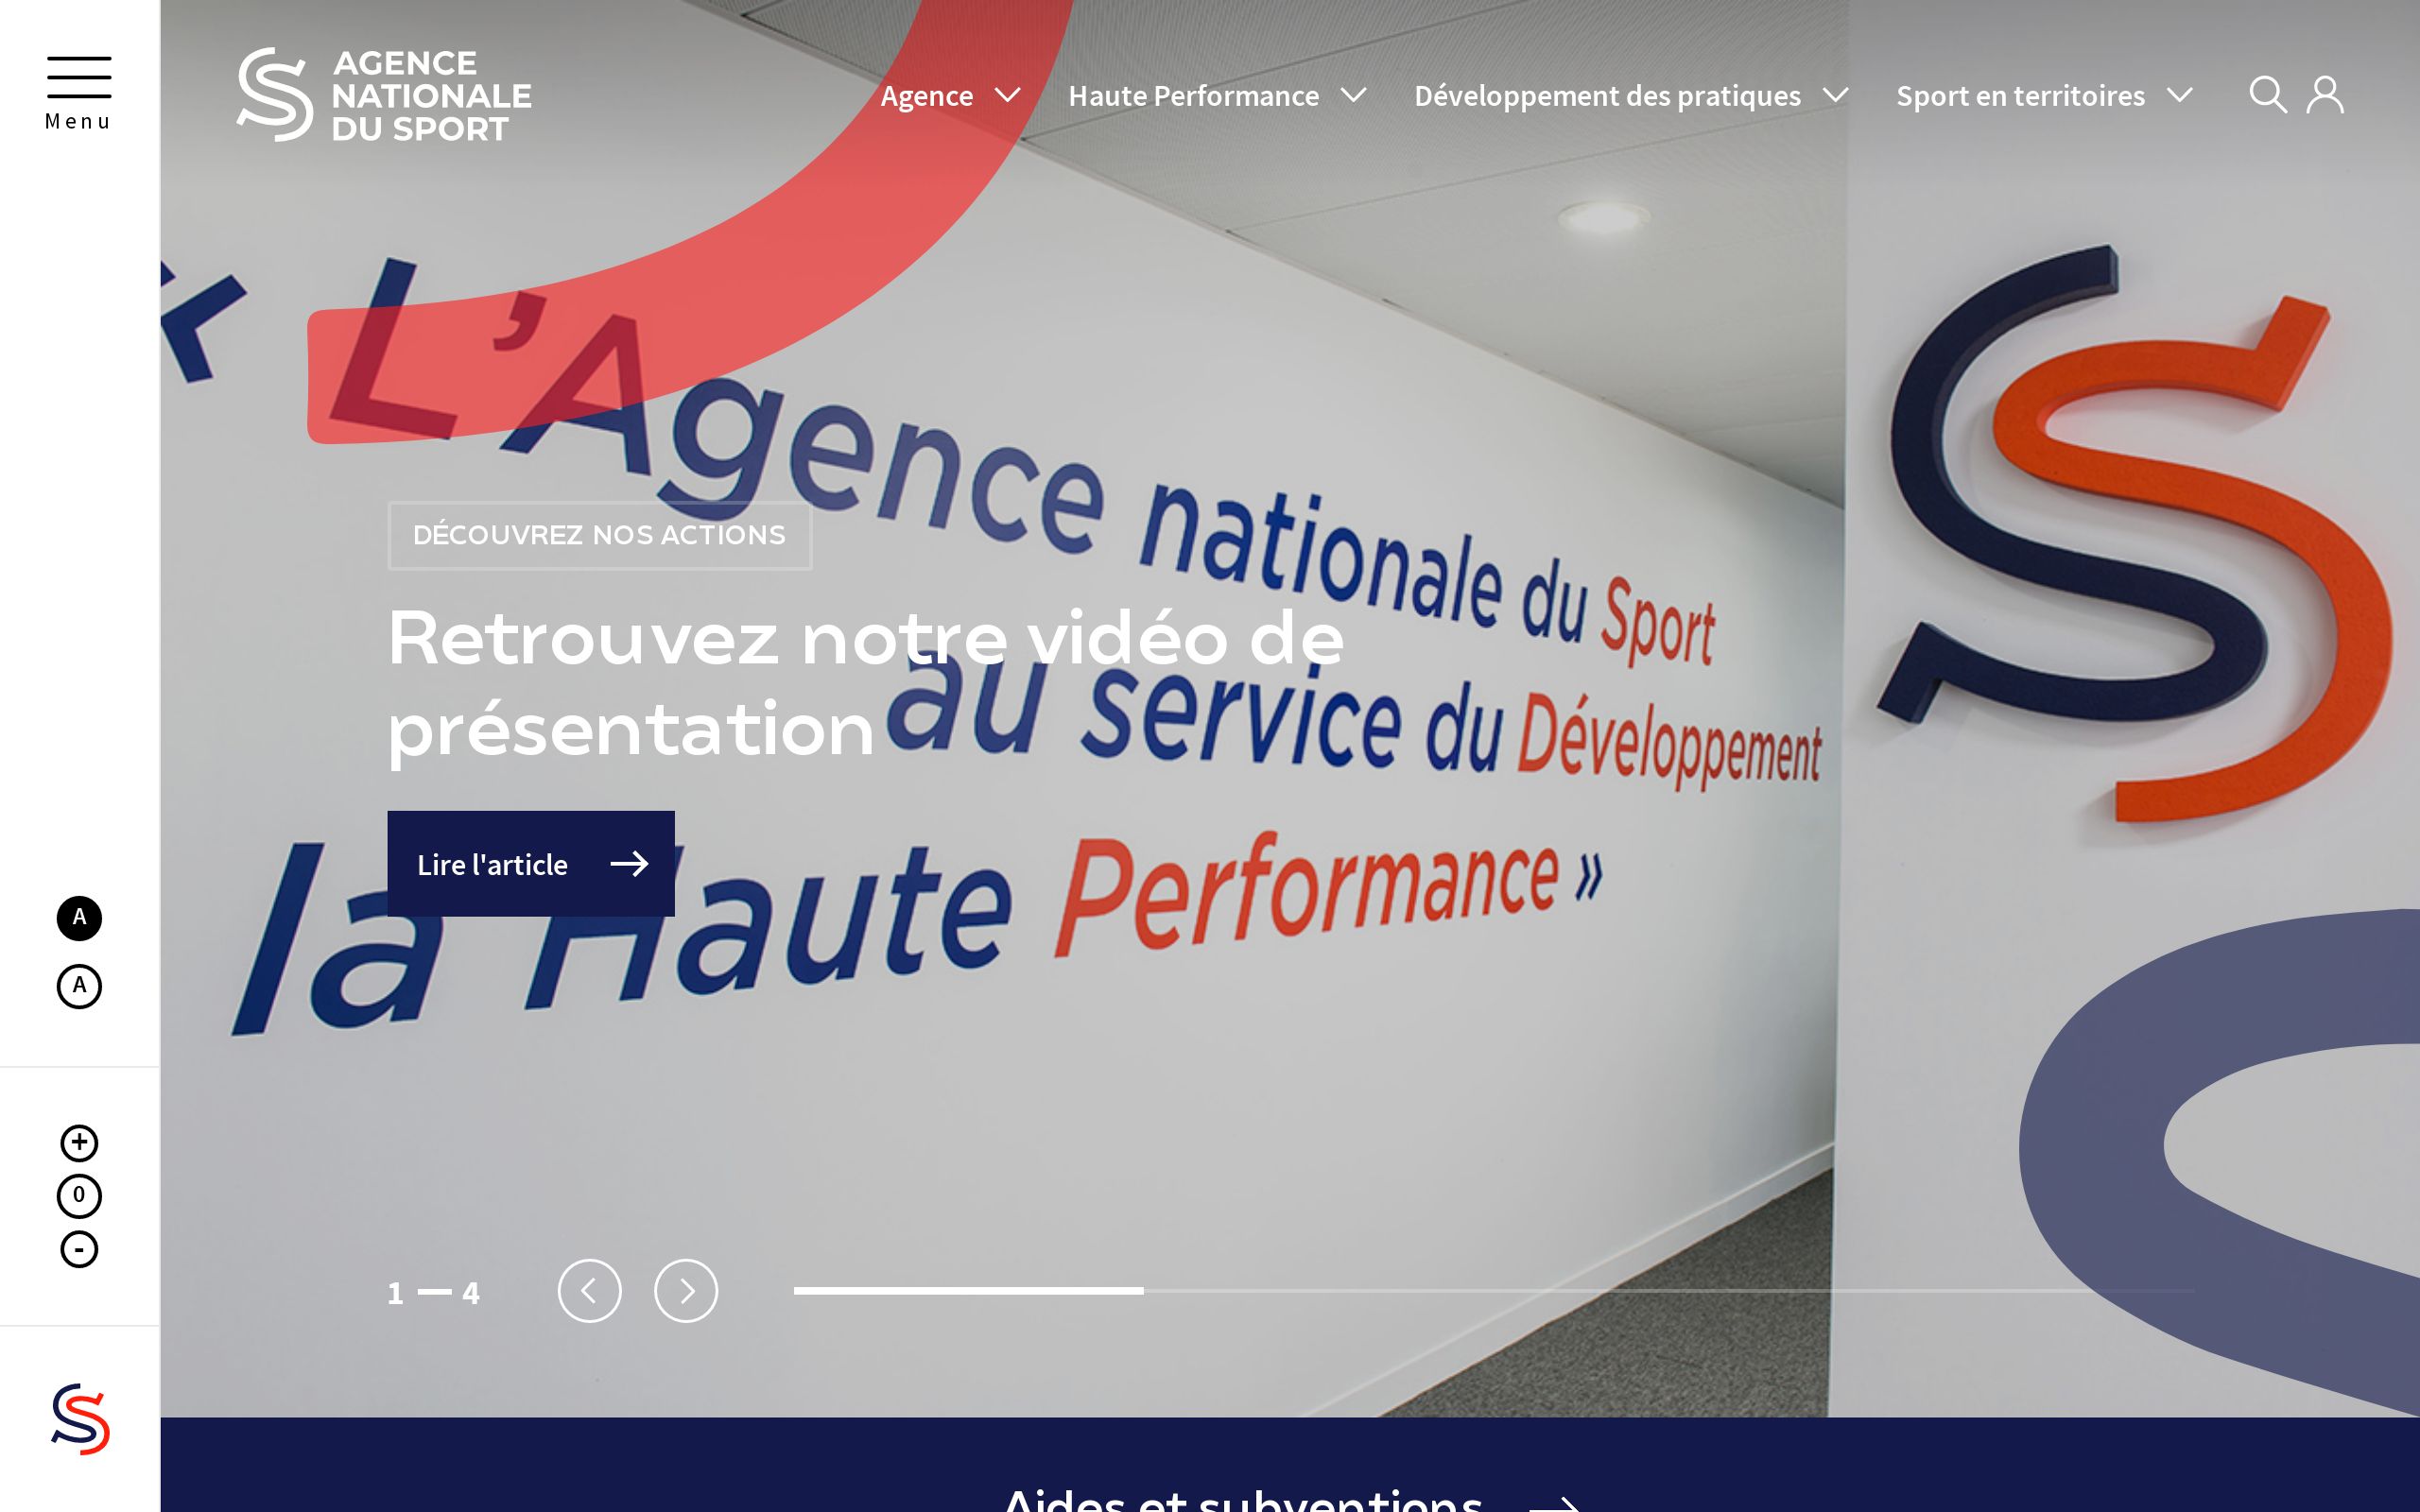 Menu
AGENCE
NATIONALE
DU SPORT
Agence
Haute Performance
Développement des pratiques
Sport en territoires
« L’Agence nationale du Sport
au service du Développement
la Haute Performance »
DÉCOUVREZ NOS ACTIONS
Retrouvez notre vidéo de
présentation
Lire l'article
A
A
+
0
-
1 — 4
Aides et subventions